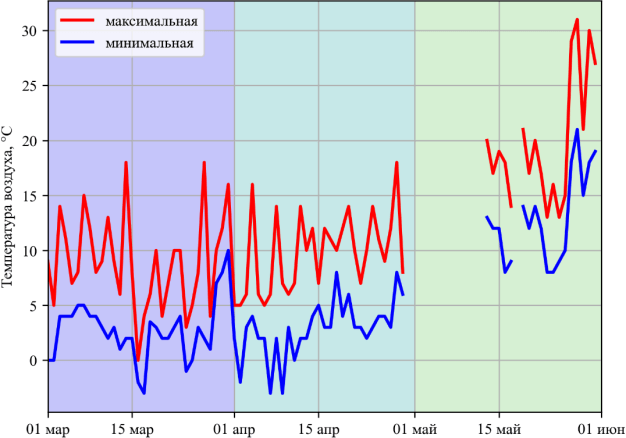 максимальная
минимальная
Температура воздуха, °C
30
25
20
15
10
5
0
01 мар
15 мар
01 апр
15 апр
01 май
15 май
01 июн